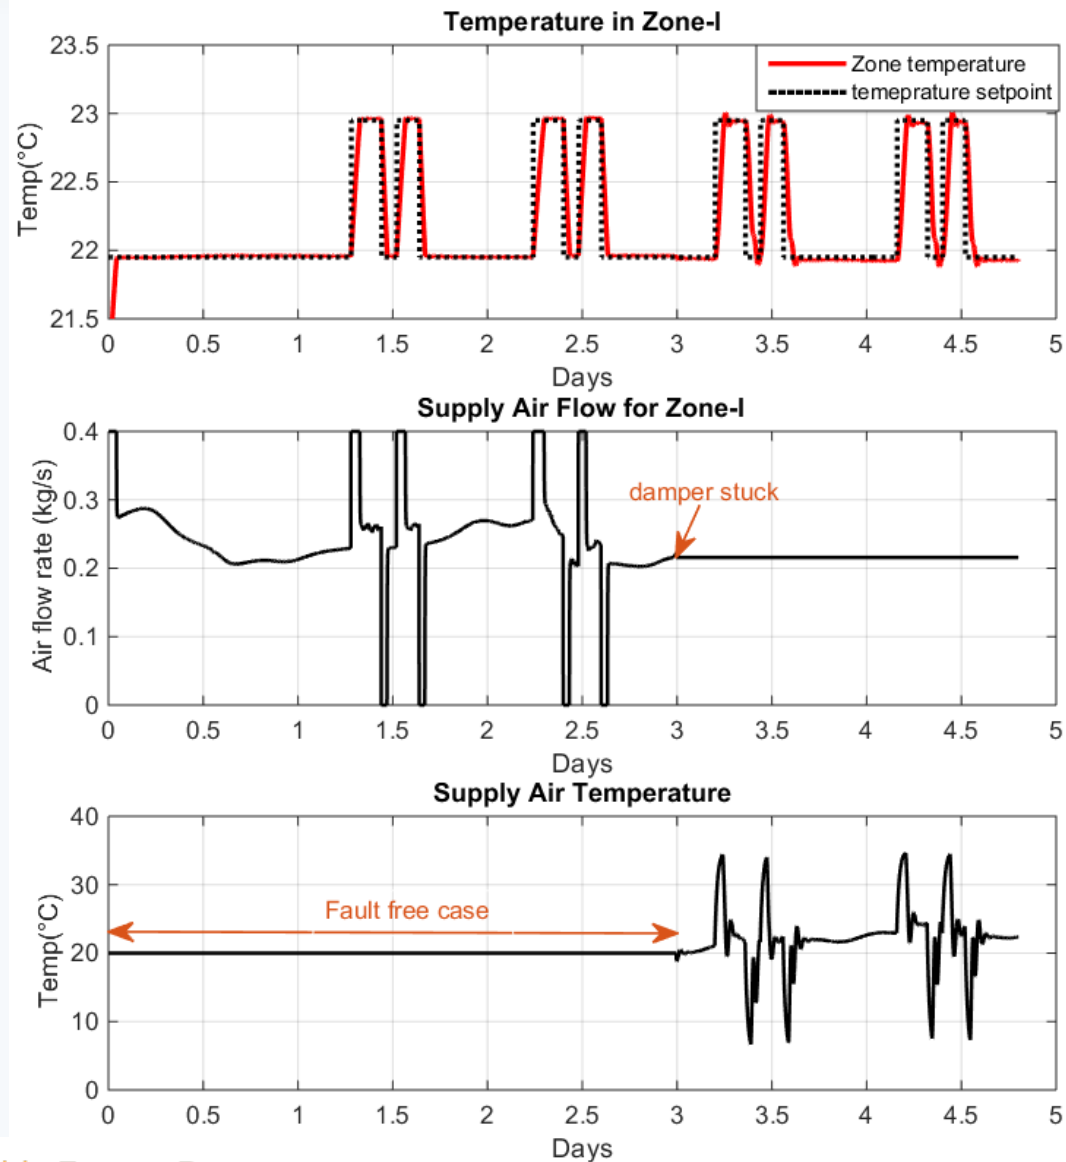 Temperature in Zone-I
23.5
23
22.5
22
21.5
Temp(°C)
Zone temperature
temeprature setpoint
0 0.5 1 1.5 2 2.5 3 3.5 4 4.5 5
Days
Supply Air Flow for Zone-I
0.4
0.3
0.2
0.1
0
Air flow rate (kg/s)
damper stuck
0 0.5 1 1.5 2 2.5 3 3.5 4 4.5 5
Days
Supply Air Temperature
40
30
20
10
0
Temp(°C)
Fault free case
0 0.5 1 1.5 2 2.5 3 3.5 4 4.5 5
Days